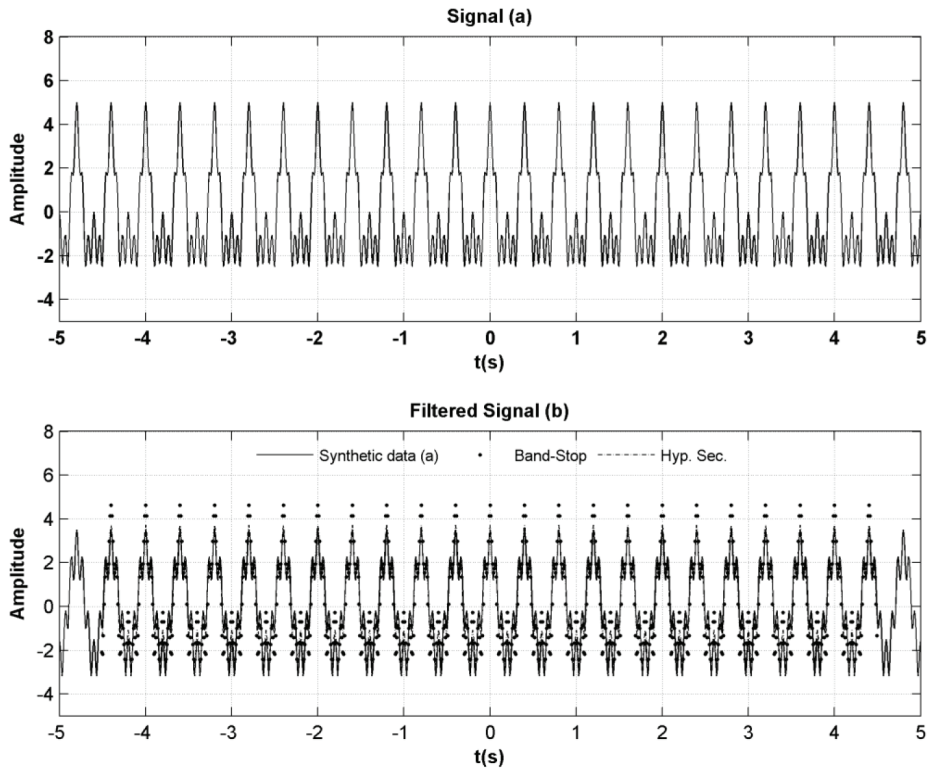 Signal (a)
8
6
4
2
0
-2
-4
Amplitude
-5 -4 -3 -2 -1 0 1 2 3 4 5
t(s)
Filtered Signal (b)
Synthetic data (a) Band-Stop Hyp. Sec.
8
6
4
2
0
-2
-4
Amplitude
-5 -4 -3 -2 -1 0 1 2 3 4 5
t(s)